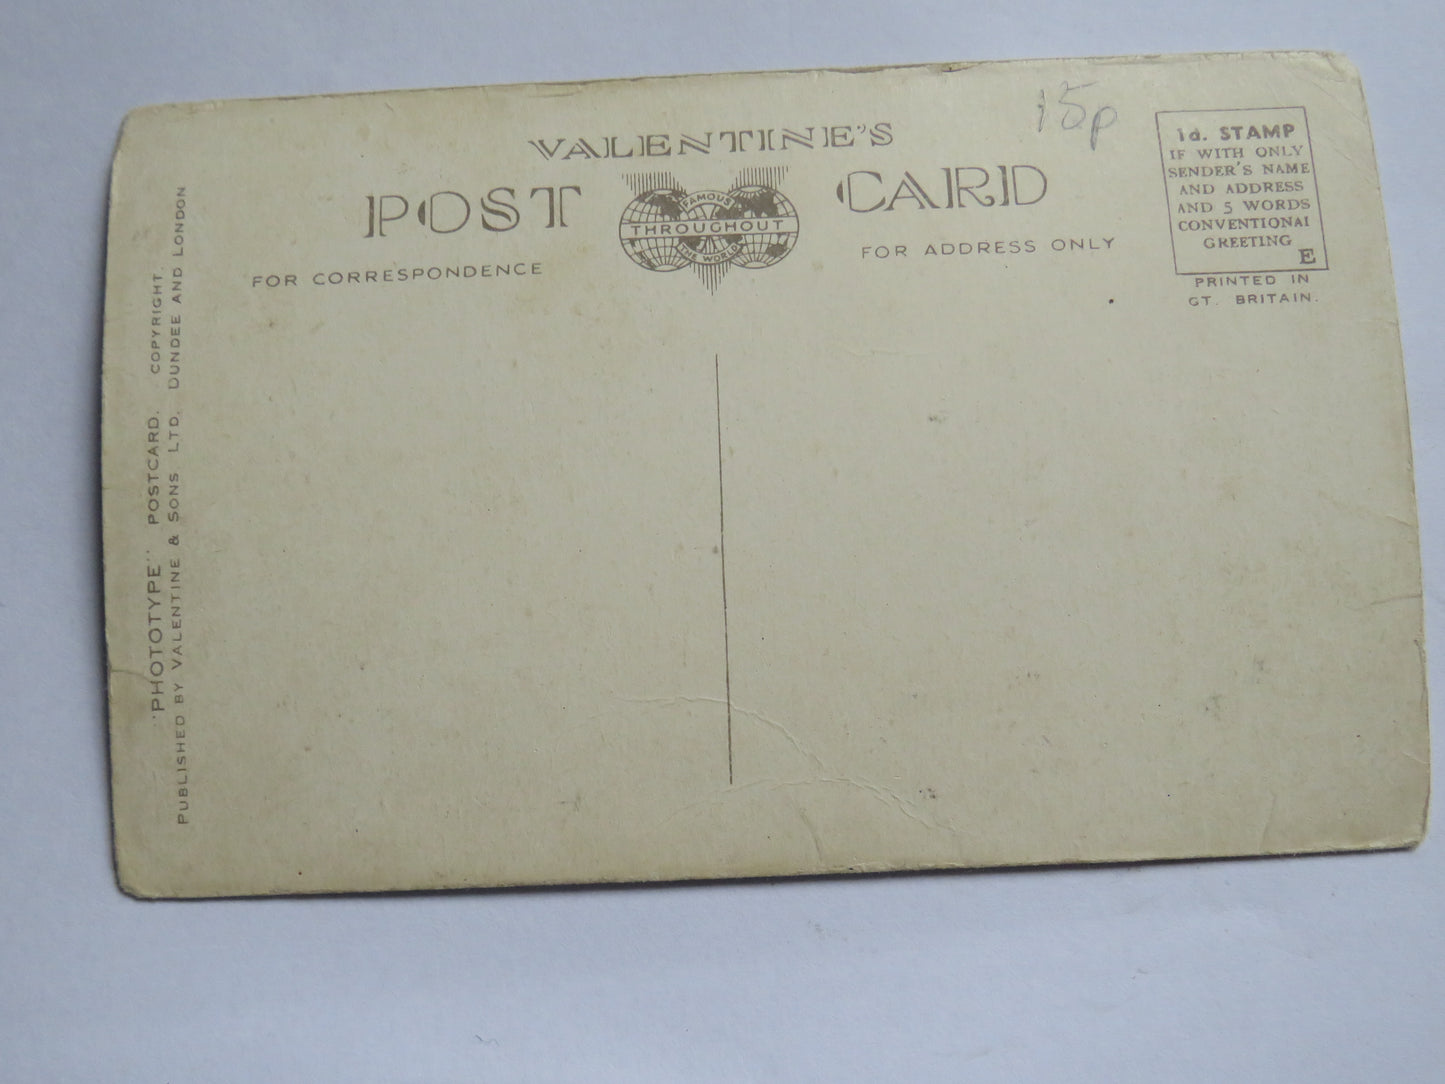 VALENTINE'S
POST CARD
FAMOUS
THROUGHOUT
THE WORLD
FOR CORRESPONDENCE
FOR ADDRESS ONLY
15p
1d. STAMP
IF WITH ONLY
SENDER'S NAME
AND ADDRESS
AND 5 WORDS
CONVENTIONAL
GREETING
E
PRINTED IN
GT. BRITAIN.
"PHOTOTYPE" POSTCARD. COPYRIGHT.
PUBLISHED BY VALENTINE & SONS LTD. DUNDEE AND LONDON